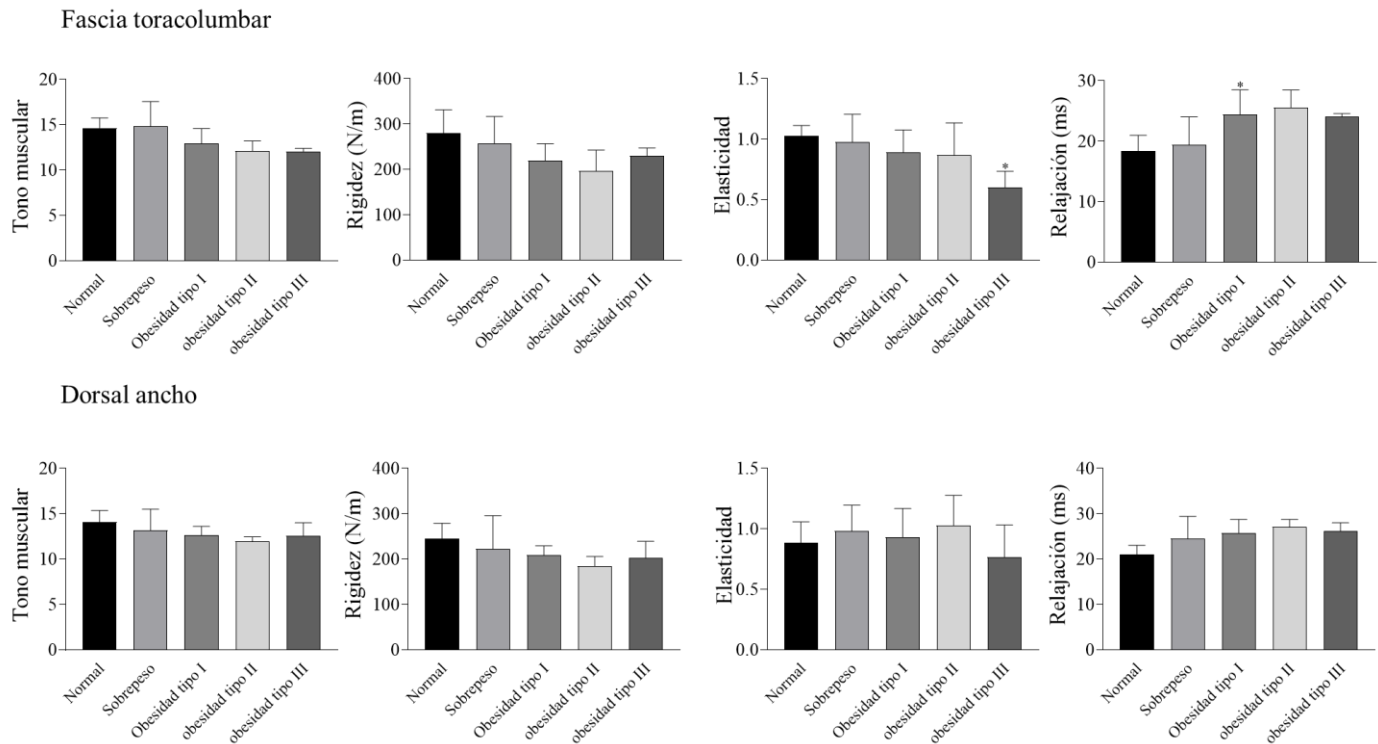 Fascia toracolumbar
Tono muscular
20
15
10
5
0
Normal
Sobrepeso
Obesidad tipo I
obesidad tipo II
obesidad tipo III
Rigidez (N/m)
400
300
200
100
0
Normal
Sobrepeso
Obesidad tipo I
obesidad tipo II
obesidad tipo III
Elasticidad
1.5
1.0
0.5
0.0
*
Normal
Sobrepeso
Obesidad tipo I
obesidad tipo II
obesidad tipo III
Relajación (ms)
30
20
10
0
*
Normal
Sobrepeso
Obesidad tipo I
obesidad tipo II
obesidad tipo III
Dorsal ancho
Tono muscular
20
15
10
5
0
Normal
Sobrepeso
Obesidad tipo I
obesidad tipo II
obesidad tipo III
Rigidez (N/m)
400
300
200
100
0
Normal
Sobrepeso
Obesidad tipo I
obesidad tipo II
obesidad tipo III
Elasticidad
1.5
1.0
0.5
0.0
Normal
Sobrepeso
Obesidad tipo I
obesidad tipo II
obesidad tipo III
Relajación (ms)
40
30
20
10
0
Normal
Sobrepeso
Obesidad tipo I
obesidad tipo II
obesidad tipo III